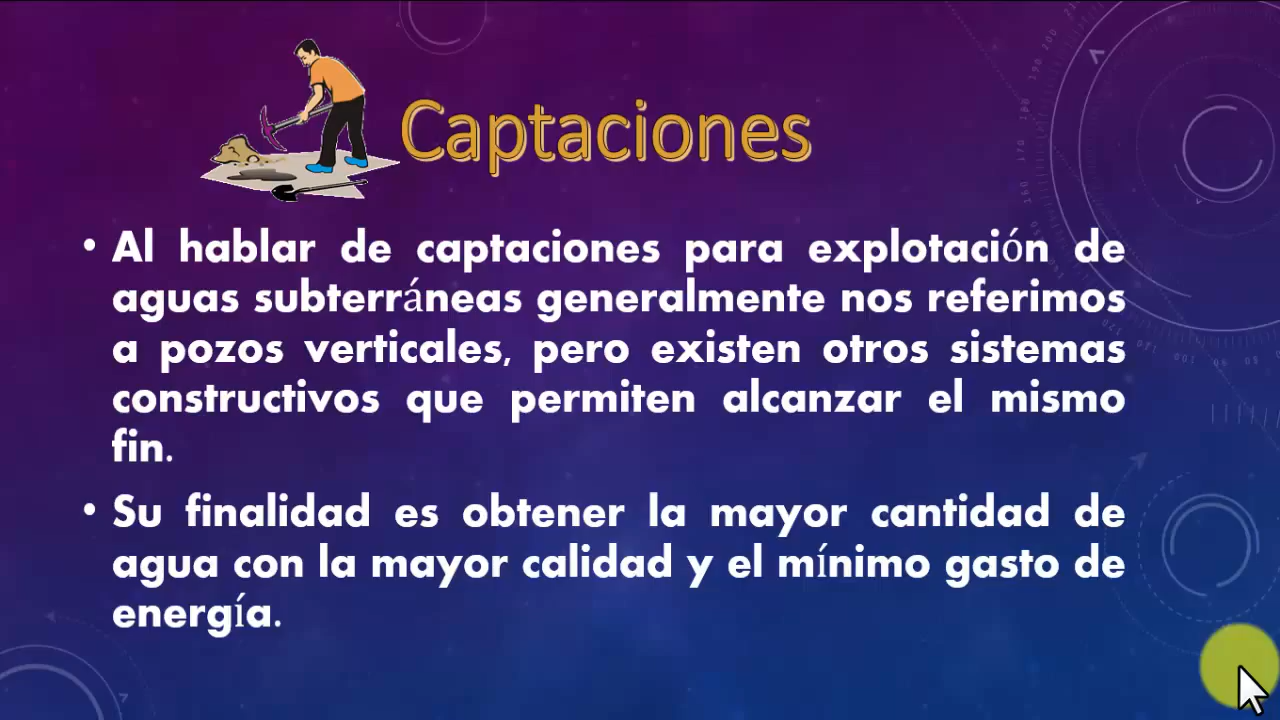 Captaciones
• Al hablar de captaciones para explotación de
aguas subterráneas generalmente nos referimos
a pozos verticales, pero existen otros sistemas
constructivos que permiten alcanzar el mismo
fin.
• Su finalidad es obtener la mayor cantidad de
agua con la mayor calidad y el mínimo gasto de
energía.